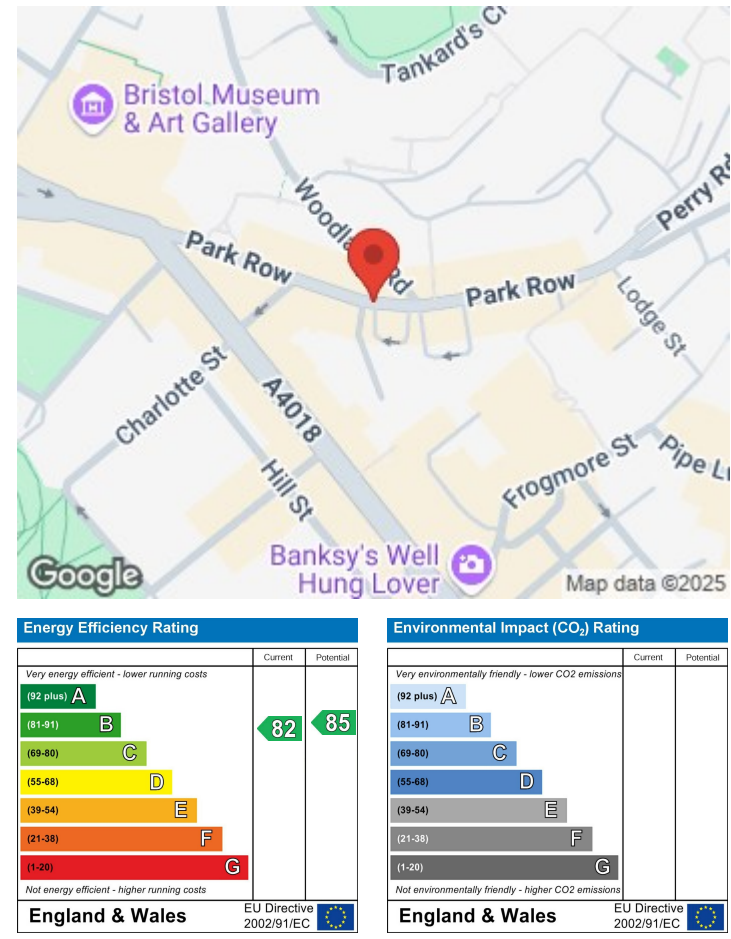 Tankard's Cl
Bristol Museum
& Art Gallery
Woodla Rd
Perry Rd
Park Row
Park Row
Lodge St
Charlotte St
A4018
Hill St
Frogmore St
Pipe L
Banksy's Well
Hung Lover
Google
Map data ©2025
Energy Efficiency Rating
Current Potential
Very energy efficient - lower running costs
(92 plus) A
(81-91) B
82 85
(69-80) C
(55-68) D
(39-54) E
(21-38) F
(1-20) G
Not energy efficient - higher running costs
England & Wales
EU Directive
2002/91/EC
Environmental Impact (CO₂) Rating
Current Potential
Very environmentally friendly - lower CO2 emissions
(92 plus) A
(81-91) B
(69-80) C
(55-68) D
(39-54) E
(21-38) F
(1-20) G
Not environmentally friendly - higher CO2 emissions
England & Wales
EU Directive
2002/91/EC